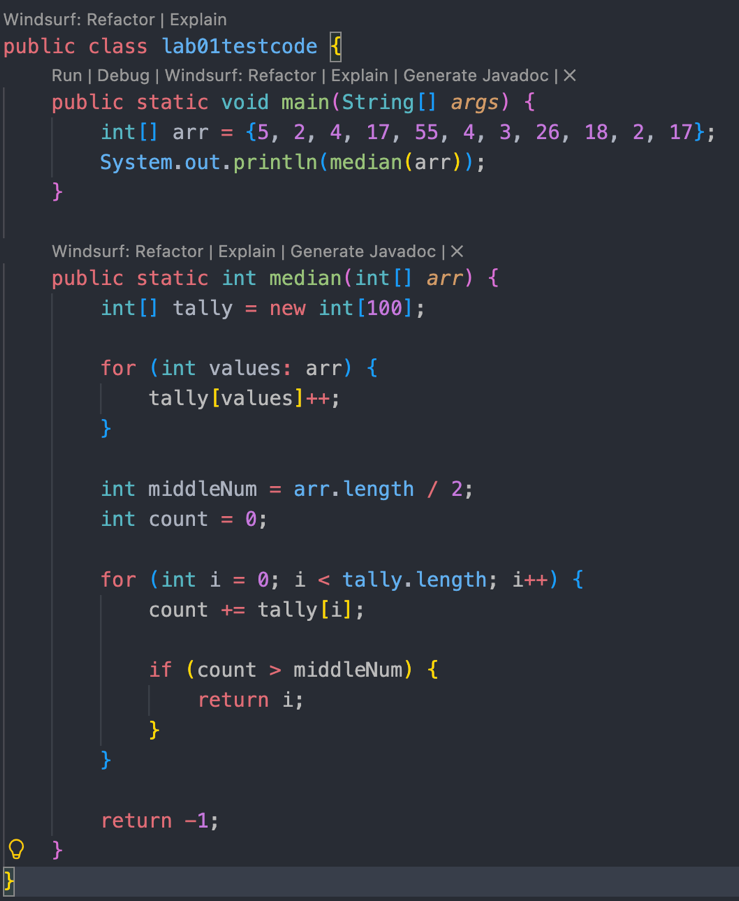 Windsurf: Refactor | Explain
public class lab01testcode {
Run | Debug | Windsurf: Refactor | Explain | Generate Javadoc | ×
public static void main(String[] args) {
int[] arr = {5, 2, 4, 17, 55, 4, 3, 26, 18, 2, 17};
System.out.println(median(arr));
}
Windsurf: Refactor | Explain | Generate Javadoc | ×
public static int median(int[] arr) {
int[] tally = new int[100];
for (int values: arr) {
tally[values]++;
}
int middleNum = arr.length / 2;
int count = 0;
for (int i = 0; i < tally.length; i++) {
count += tally[i];
if (count > middleNum) {
return i;
}
}
return -1;
}
}